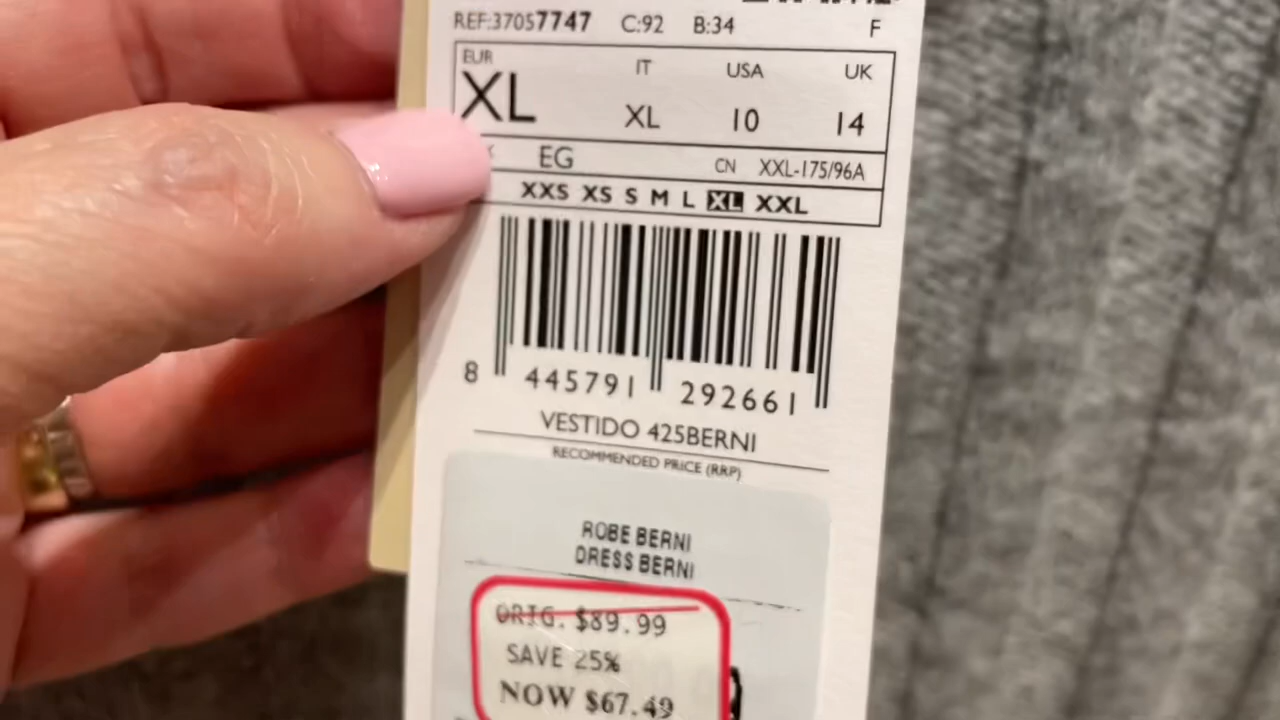 REF:37057747 C:92 B:34 F
EUR IT USA UK
XL XL 10 14
EG CN XXL-175/96A
XXS XS S M L XL XXL
8 445791 292661
VESTIDO 425BERNI
RECOMMENDED PRICE (RRP)
ROBE BERNI
DRESS BERNI
ORIG. $89.99
SAVE 25%
NOW $67.49